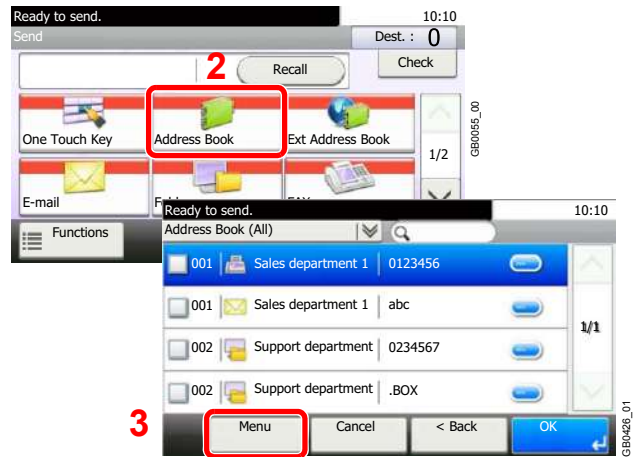 Ready to send. 10:10
Send Dest. : 0
2 Recall Check
One Touch Key Address Book Ext Address Book
1/2
GB0055_00
E-mail
Functions
Ready to send. 10:10
Address Book (All)
001 Sales department 1 0123456
001 Sales department 1 abc
1/1
002 Support department 0234567
002 Support department .BOX
3 Menu Cancel < Back OK
GB0426_01